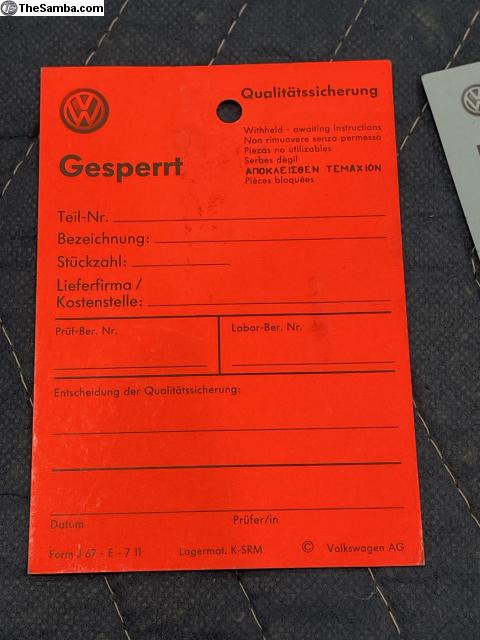 TheSamba.com
Qualitätssicherung
Withheld - awaiting instructions
Non rimuovere senza permesso
Piezas no utilizables
Serbes dëgil
ΑΠΟΚΛΕΙΣΘΕΝ ΤΕΜΑΧΙΟΝ
Pièces bloquées
Gesperrt
Teil-Nr.
Bezeichnung:
Stückzahl:
Lieferfirma /
Kostenstelle:
Prüf-Ber. Nr.
Labor-Ber. Nr.
Entscheidung der Qualitätssicherung:
Datum
Prüfer/in
Form J 67 - E - 7 11
Lagermat. K-SRM
© Volkswagen AG